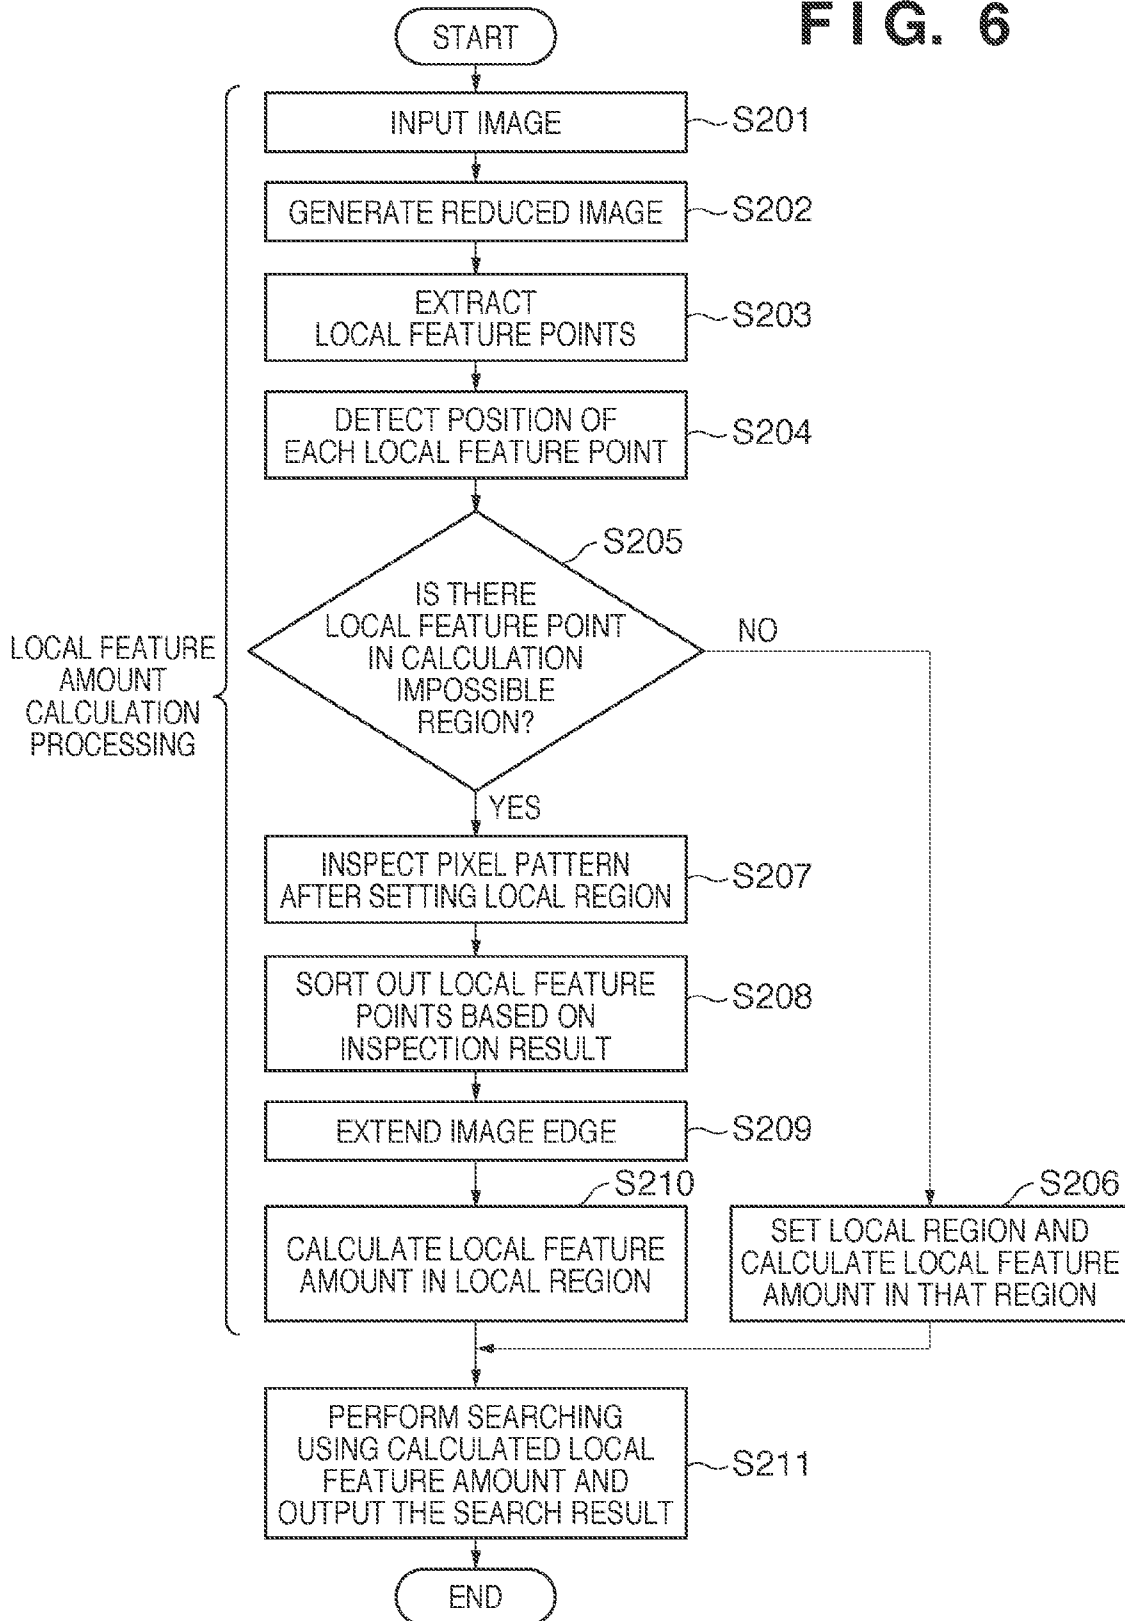 FIG. 6
START
INPUT IMAGE
S201
GENERATE REDUCED IMAGE
S202
EXTRACT
LOCAL FEATURE POINTS
S203
DETECT POSITION OF
EACH LOCAL FEATURE POINT
S204
S205
IS THERE
LOCAL FEATURE POINT
IN CALCULATION
IMPOSSIBLE
REGION?
NO
LOCAL FEATURE
AMOUNT
CALCULATION
PROCESSING
YES
INSPECT PIXEL PATTERN
AFTER SETTING LOCAL REGION
S207
SORT OUT LOCAL FEATURE
POINTS BASED ON
INSPECTION RESULT
S208
EXTEND IMAGE EDGE
S209
S210
CALCULATE LOCAL FEATURE
AMOUNT IN LOCAL REGION
S206
SET LOCAL REGION AND
CALCULATE LOCAL FEATURE
AMOUNT IN THAT REGION
PERFORM SEARCHING
USING CALCULATED LOCAL
FEATURE AMOUNT AND
OUTPUT THE SEARCH RESULT
S211
END